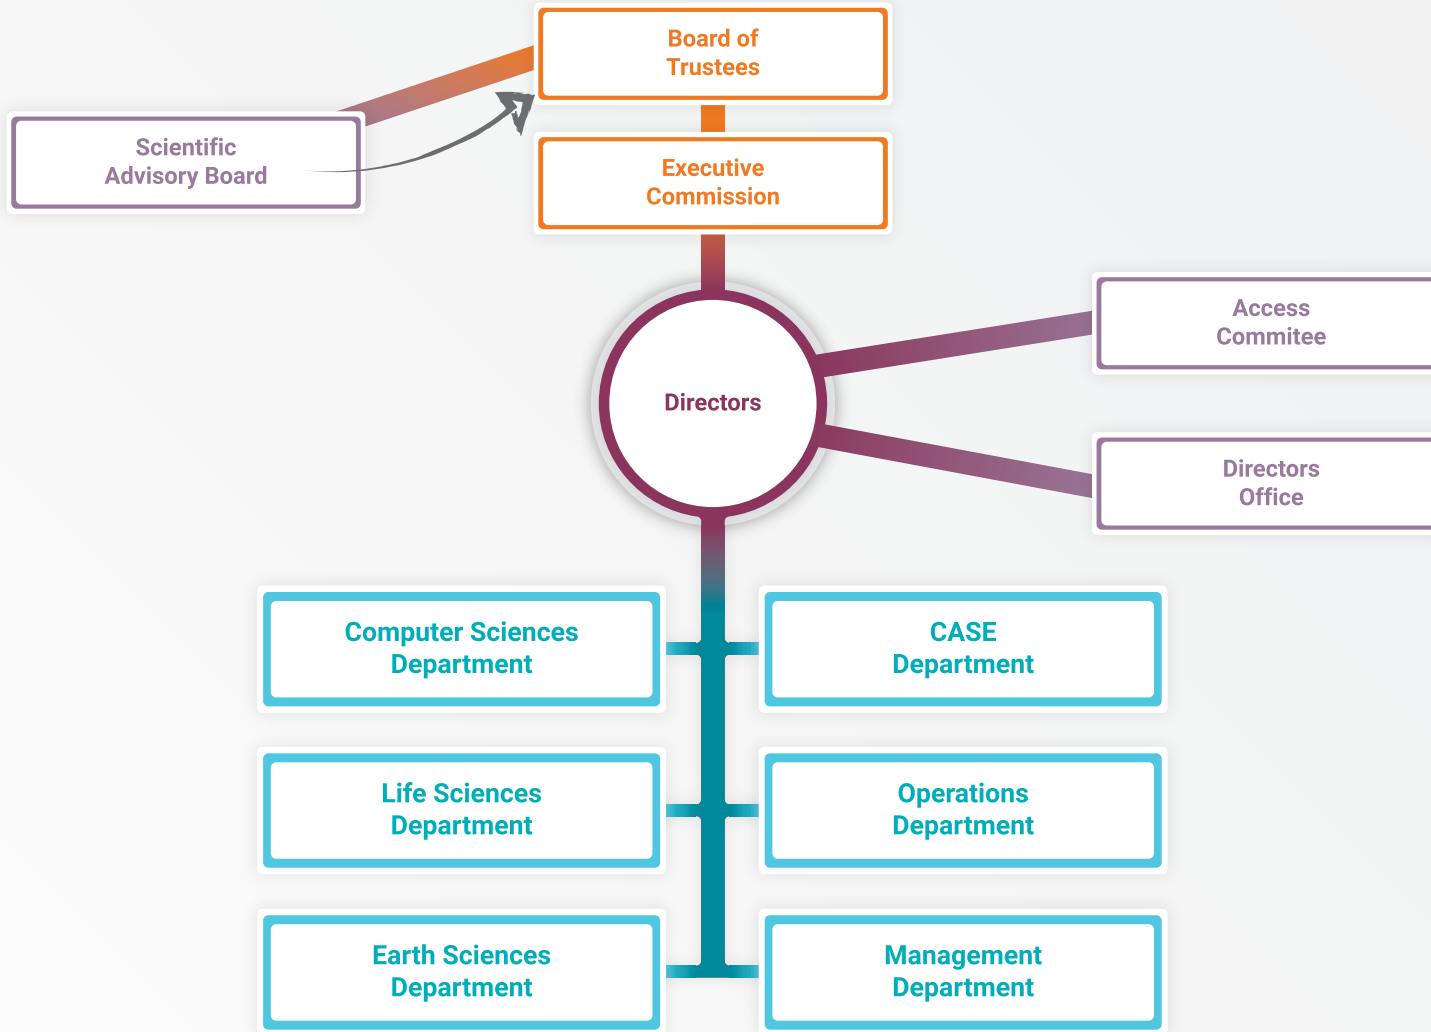 Board of
Trustees
Scientific
Advisory Board
Executive
Commission
Access
Commitee
Directors
Directors
Office
Computer Sciences
Department
CASE
Department
Life Sciences
Department
Operations
Department
Earth Sciences
Department
Management
Department